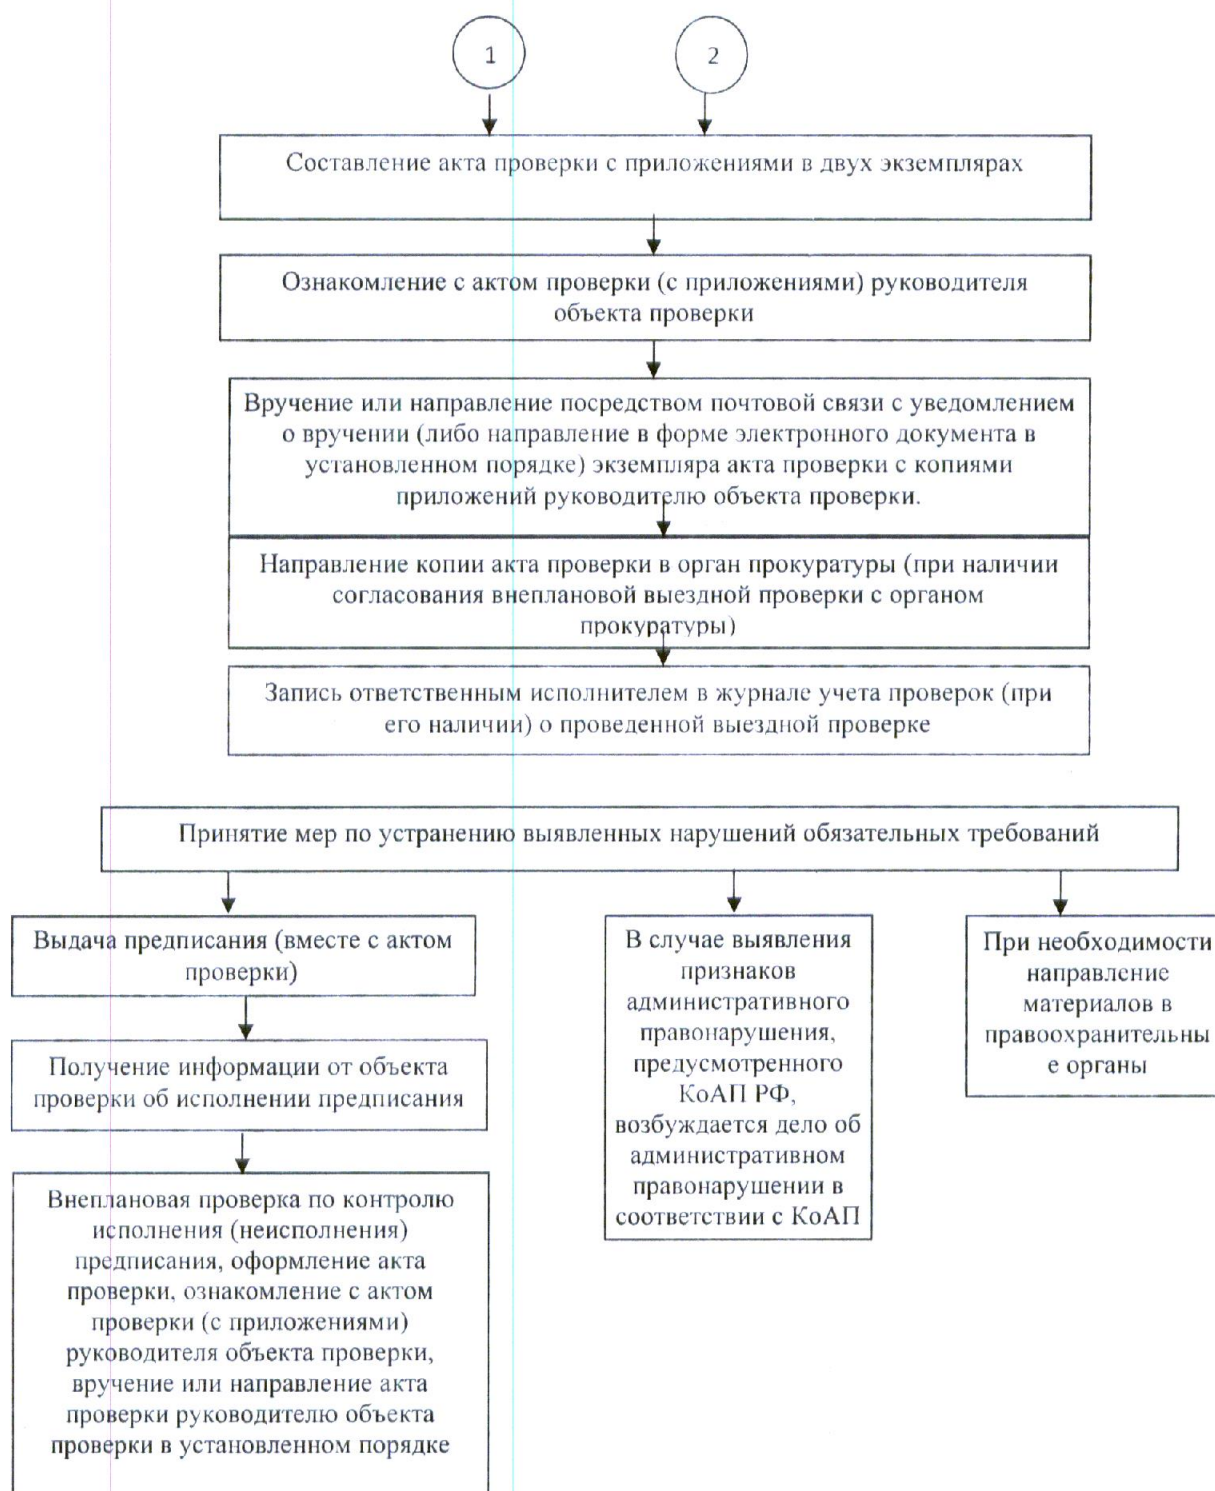 1
2
Составление акта проверки с приложениями в двух экземплярах
Ознакомление с актом проверки (с приложениями) руководителя
объекта проверки
Вручение или направление посредством почтовой связи с уведомлением
о вручении (либо направление в форме электронного документа в
установленном порядке) экземпляра акта проверки с копиями
приложений руководителю объекта проверки.
Направление копии акта проверки в орган прокуратуры (при наличии
согласования внеплановой выездной проверки с органом
прокуратуры)
Запись ответственным исполнителем в журнале учета проверок (при
его наличии) о проведенной выездной проверке
Принятие мер по устранению выявленных нарушений обязательных требований
Выдача предписания (вместе с актом
проверки)
Получение информации от объекта
проверки об исполнении предписания
Внеплановая проверка по контролю
исполнения (неисполнения)
предписания, оформление акта
проверки, ознакомление с актом
проверки (с приложениями)
руководителя объекта проверки,
вручение или направление акта
проверки руководителю объекта
проверки в установленном порядке
В случае выявления
признаков
административного
правонарушения,
предусмотренного
КоАП РФ,
возбуждается дело об
административном
правонарушении в
соответствии с КоАП
При необходимости
направление
материалов в
правоохранительны
е органы